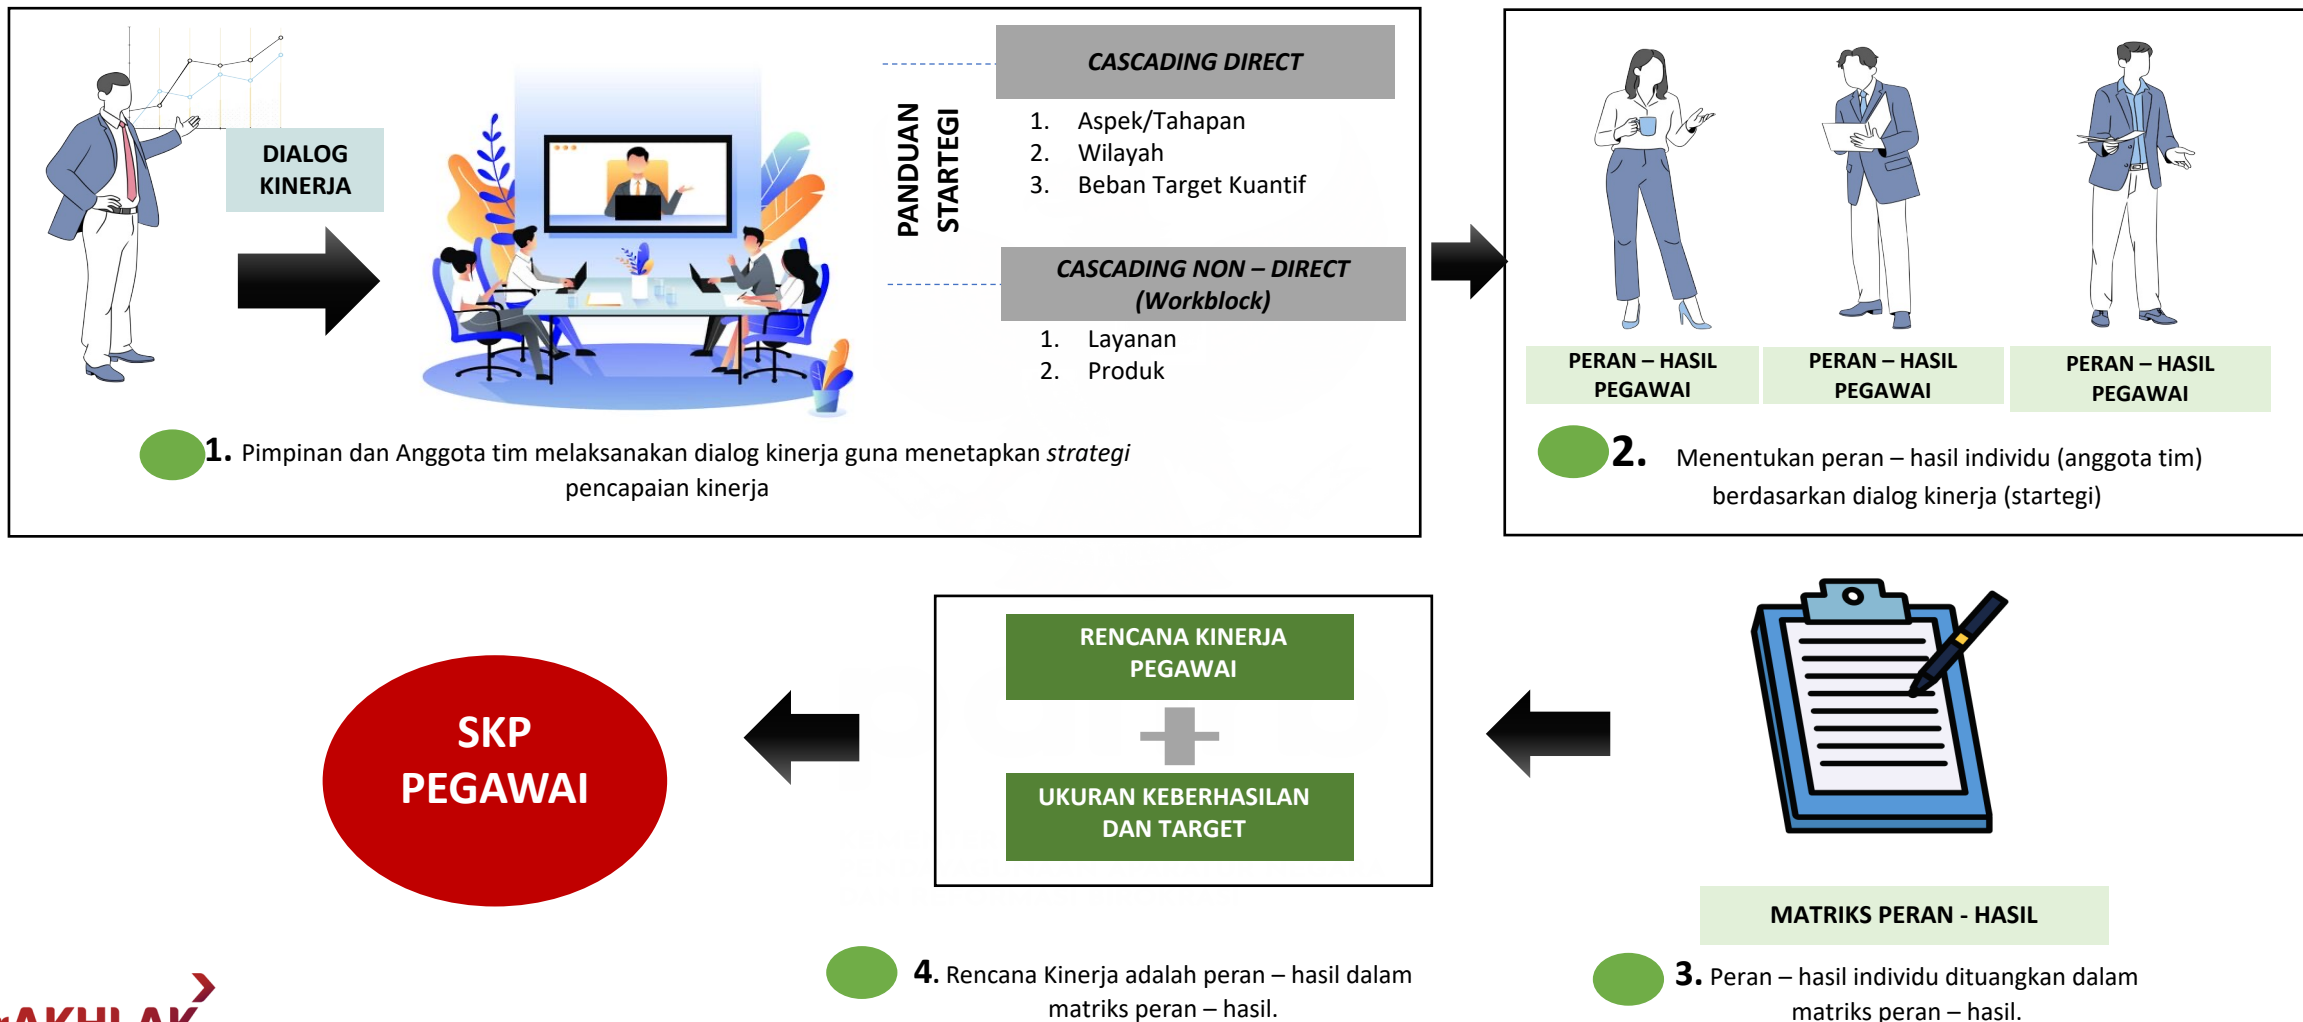 DIALOG
KINERJA
PANDUAN
STARTEGI
CASCADING DIRECT
1. Aspek/Tahapan
2. Wilayah
3. Beban Target Kuantif
CASCADING NON – DIRECT
(Workblock)
1. Layanan
2. Produk
1. Pimpinan dan Anggota tim melaksanakan dialog kinerja guna menetapkan strategi
pencapaian kinerja
PERAN – HASIL
PEGAWAI
PERAN – HASIL
PEGAWAI
PERAN – HASIL
PEGAWAI
2. Menentukan peran – hasil individu (anggota tim)
berdasarkan dialog kinerja (startegi)
MATRIKS PERAN - HASIL
3. Peran – hasil individu dituangkan dalam
matriks peran – hasil.
RENCANA KINERJA
PEGAWAI
UKURAN KEBERHASILAN
DAN TARGET
4. Rencana Kinerja adalah peran – hasil dalam
matriks peran – hasil.
SKP
PEGAWAI
rAKHLAK